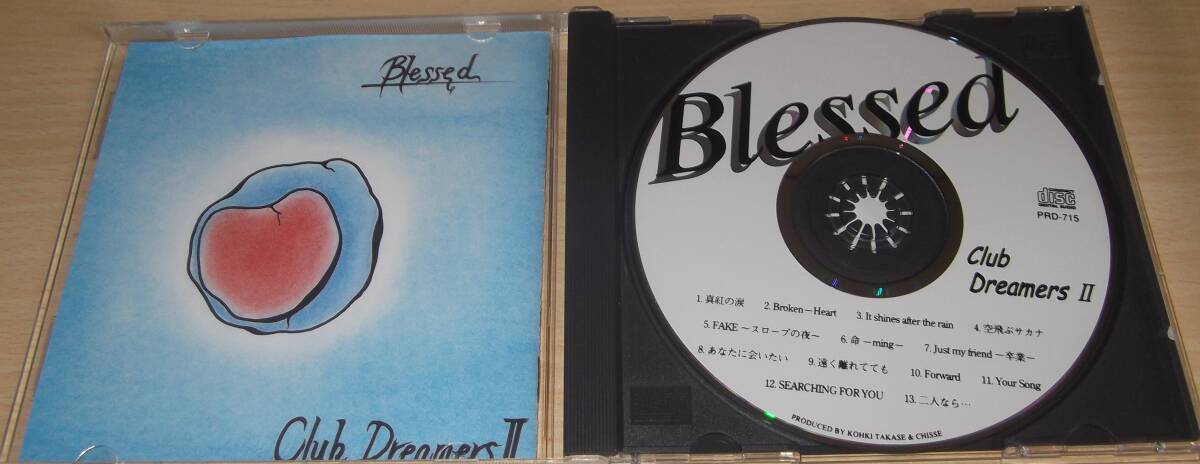 Blessed
Club Dreamers II
Blessed
disc
DIGITAL AUDIO
PRD-715
Club
Dreamers II
1. 真紅の涙 2. Broken－Heart 3. It shines after the rain 4. 空飛ぶサカナ
5. FAKE ～スロープの夜～ 6. 命 －ming－ 7. Just my friend －卒業－
8. あなたに会いたい 9. 遠く離れてても 10. Forward 11. Your Song
12. SEARCHING FOR YOU 13. 二人なら…
PRODUCED BY KOHKI TAKASE & CHISSE